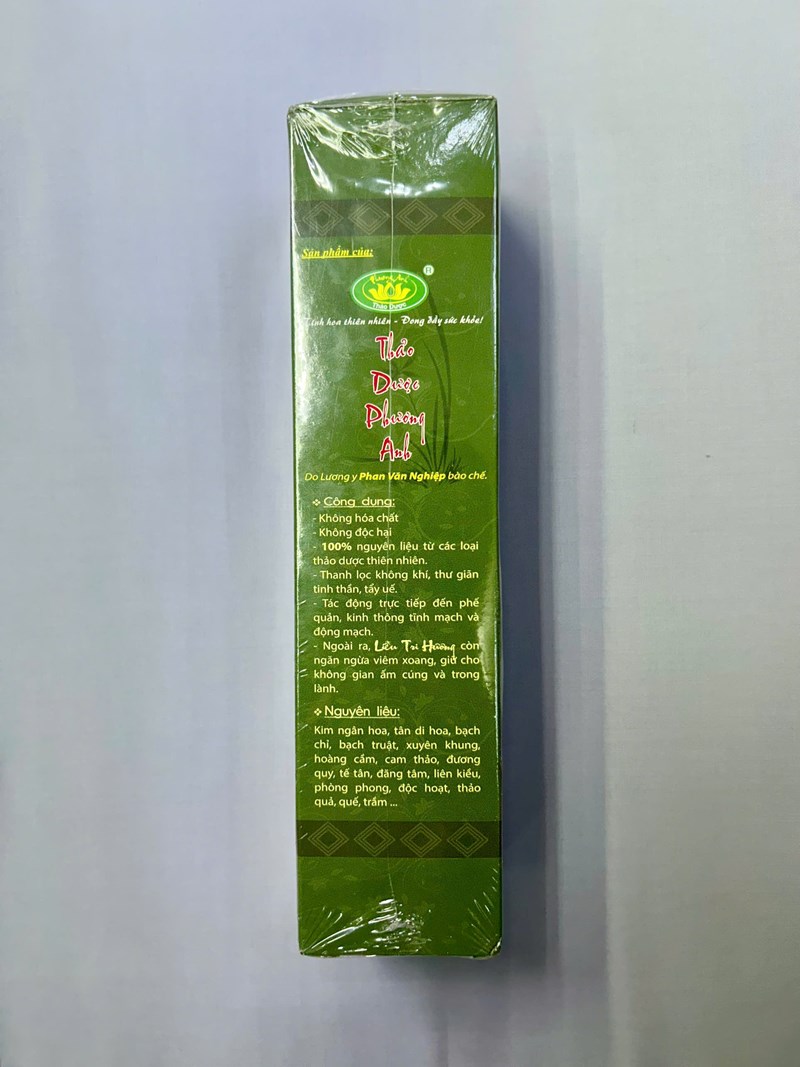 Sản phẩm của:
Phương Anh
Thảo Dược
®
Tinh hoa thiên nhiên - Đong đầy sức khỏe!
Thảo
Dược
Phương
Anh
Do Lương y Phan Văn Nghiệp bào chế.
❖ Công dụng:
- Không hóa chất
- Không độc hại
- 100% nguyên liệu từ các loại
thảo dược thiên nhiên.
- Thanh lọc không khí, thư giãn
tinh thần, tẩy uế.
- Tác động trực tiếp đến phế
quản, kinh thông tĩnh mạch và
động mạch.
- Ngoài ra, Liễu Tri Hương còn
ngăn ngừa viêm xoang, giữ cho
không gian ấm cúng và trong
lành.
❖ Nguyên liệu:
Kim ngân hoa, tân di hoa, bạch
chỉ, bạch truật, xuyên khung,
hoàng cầm, cam thảo, đương
quy, tế tân, đăng tâm, liên kiều,
phòng phong, độc hoạt, thảo
quả, quế, trầm ...